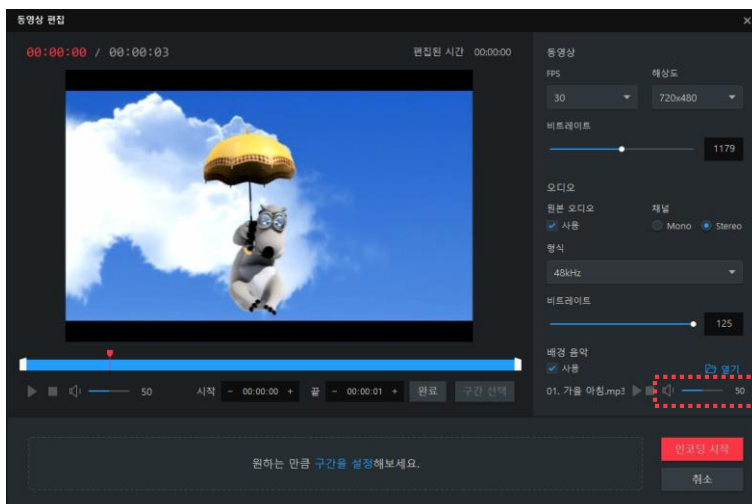 동영상 편집
00:00:00 / 00:00:03
편집된 시간 00:00:00
동영상
FPS 해상도
30 720x480
비트레이트
1179
오디오
원본 오디오 채널
사용 Mono Stereo
형식
48kHz
비트레이트
125
배경 음악
사용 열기
01. 가을 아침.mp3 50
50 시작 - 00:00:00 + 끝 - 00:00:01 + 완료 구간 선택
원하는 만큼 구간을 설정해보세요.
인코딩 시작
취소